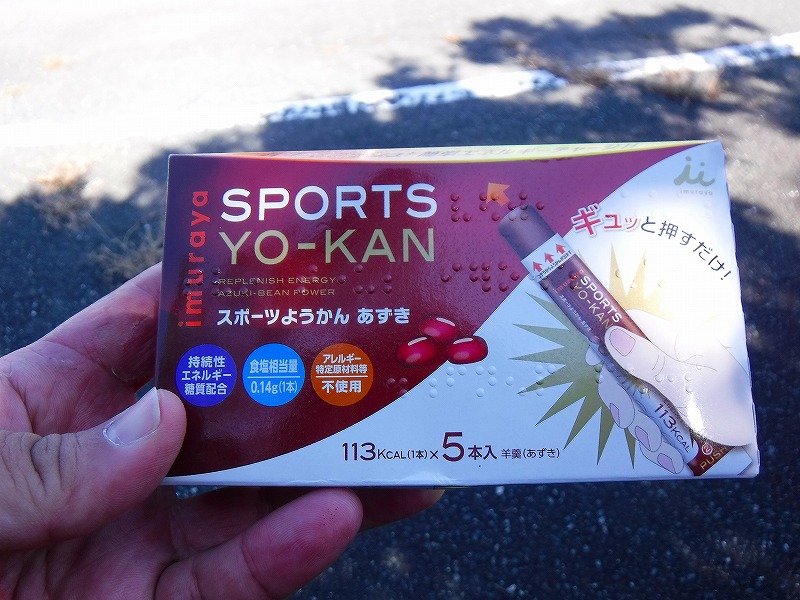 imuraya
SPORTS
YO-KAN
REPLENISH ENERGY
AZUKI-BEAN POWER
スポーツようかん あずき
持続性
エネルギー
糖質配合
食塩相当量
0.14g(1本)
アレルギー
特定原材料等
不使用
113KCAL(1本)×5本入 羊羹(あずき)
imuraya
ギュッと押すだけ!
SPORTS
YO-KAN
113KCAL
PUSH